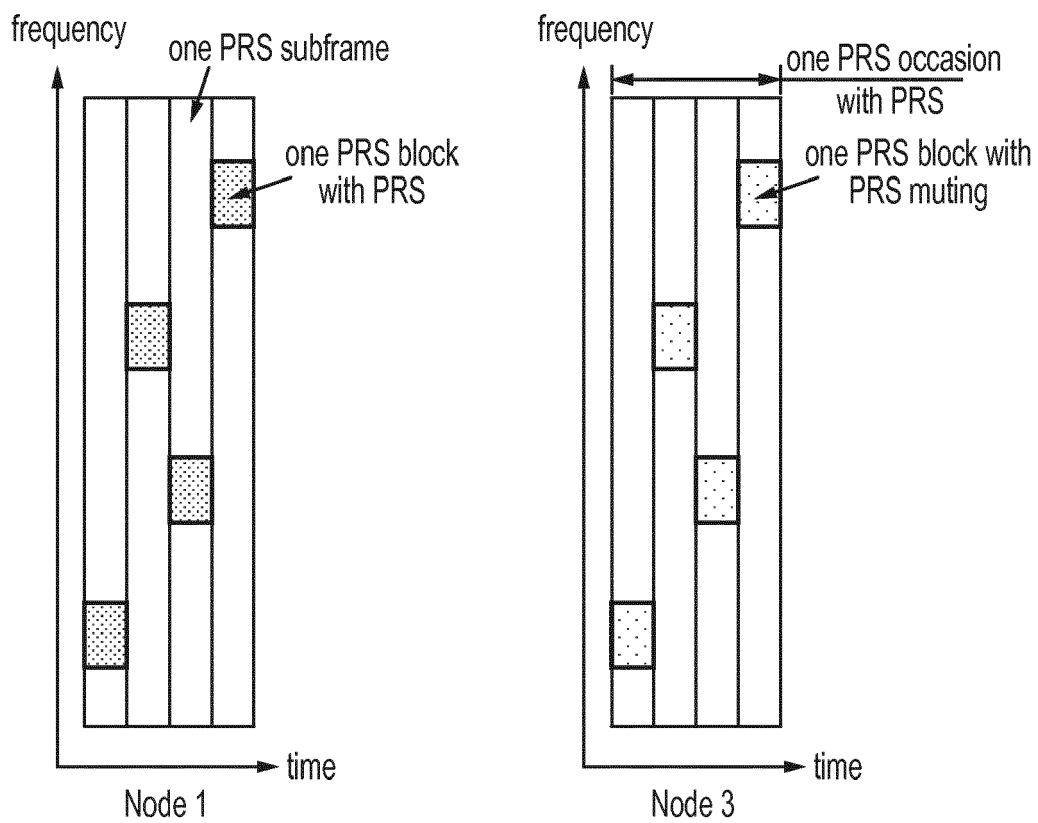 frequency
one PRS subframe
one PRS block
with PRS
time
Node 1
frequency
one PRS occasion
with PRS
one PRS block with
PRS muting
time
Node 3